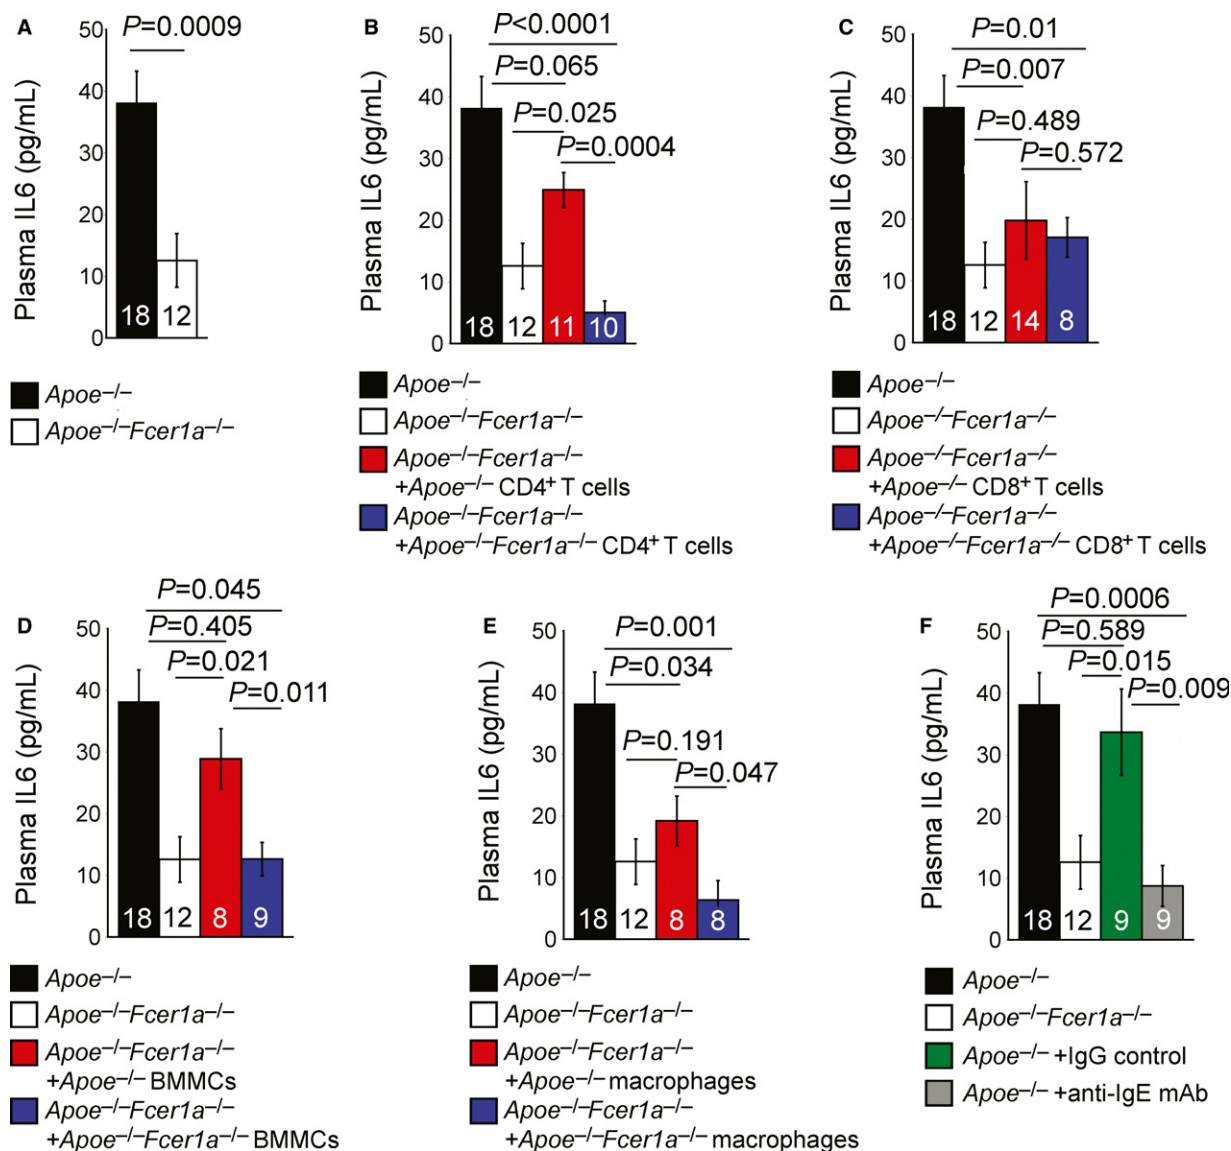 A
P=0.0009
Plasma IL6 (pg/mL)
50
40
30
20
10
0
18
12
Apoe–/–
Apoe–/–Fcer1a–/–
B
P<0.0001
P=0.065
P=0.025
P=0.0004
Plasma IL6 (pg/mL)
50
40
30
20
10
0
18
12
11
10
Apoe–/–
Apoe–/–Fcer1a–/–
Apoe–/–Fcer1a–/–
+Apoe–/– CD4+ T cells
Apoe–/–Fcer1a–/–
+Apoe–/–Fcer1a–/– CD4+ T cells
C
P=0.01
P=0.007
P=0.489
P=0.572
Plasma IL6 (pg/mL)
50
40
30
20
10
0
18
12
14
8
Apoe–/–
Apoe–/–Fcer1a–/–
Apoe–/–Fcer1a–/–
+Apoe–/– CD8+ T cells
Apoe–/–Fcer1a–/–
+Apoe–/–Fcer1a–/– CD8+ T cells
D
P=0.045
P=0.405
P=0.021
P=0.011
Plasma IL6 (pg/mL)
50
40
30
20
10
0
18
12
8
9
Apoe–/–
Apoe–/–Fcer1a–/–
Apoe–/–Fcer1a–/–
+Apoe–/– BMMCs
Apoe–/–Fcer1a–/–
+Apoe–/–Fcer1a–/– BMMCs
E
P=0.001
P=0.034
P=0.191
P=0.047
Plasma IL6 (pg/mL)
50
40
30
20
10
0
18
12
8
8
Apoe–/–
Apoe–/–Fcer1a–/–
Apoe–/–Fcer1a–/–
+Apoe–/– macrophages
Apoe–/–Fcer1a–/–
+Apoe–/–Fcer1a–/– macrophages
F
P=0.0006
P=0.589
P=0.015
P=0.009
Plasma IL6 (pg/mL)
50
40
30
20
10
0
18
12
9
9
Apoe–/–
Apoe–/–Fcer1a–/–
Apoe–/– +IgG control
Apoe–/– +anti-IgE mAb